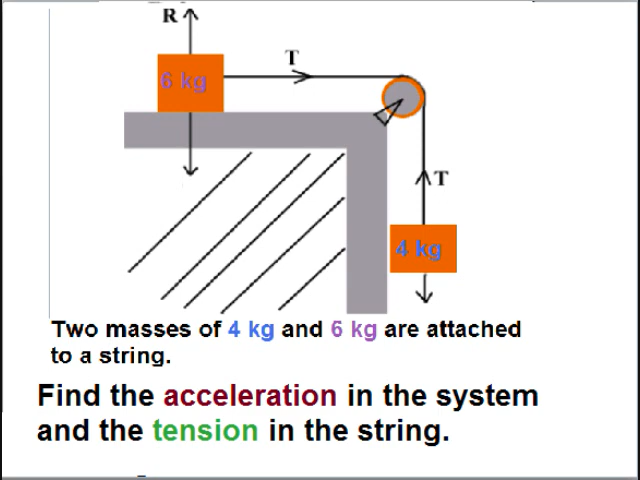 R
T
6 kg
T
4 kg
Two masses of 4 kg and 6 kg are attached
to a string.
Find the acceleration in the system
and the tension in the string.